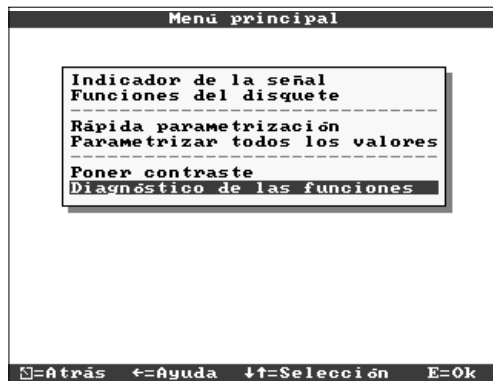 Menú principal
Indicador de la señal
Funciones del disquete
Rápida parametrización
Parametrizar todos los valores
Poner contraste
Diagnóstico de las funciones
⍂=Atrás ←=Ayuda ↓↑=Selección E=Ok